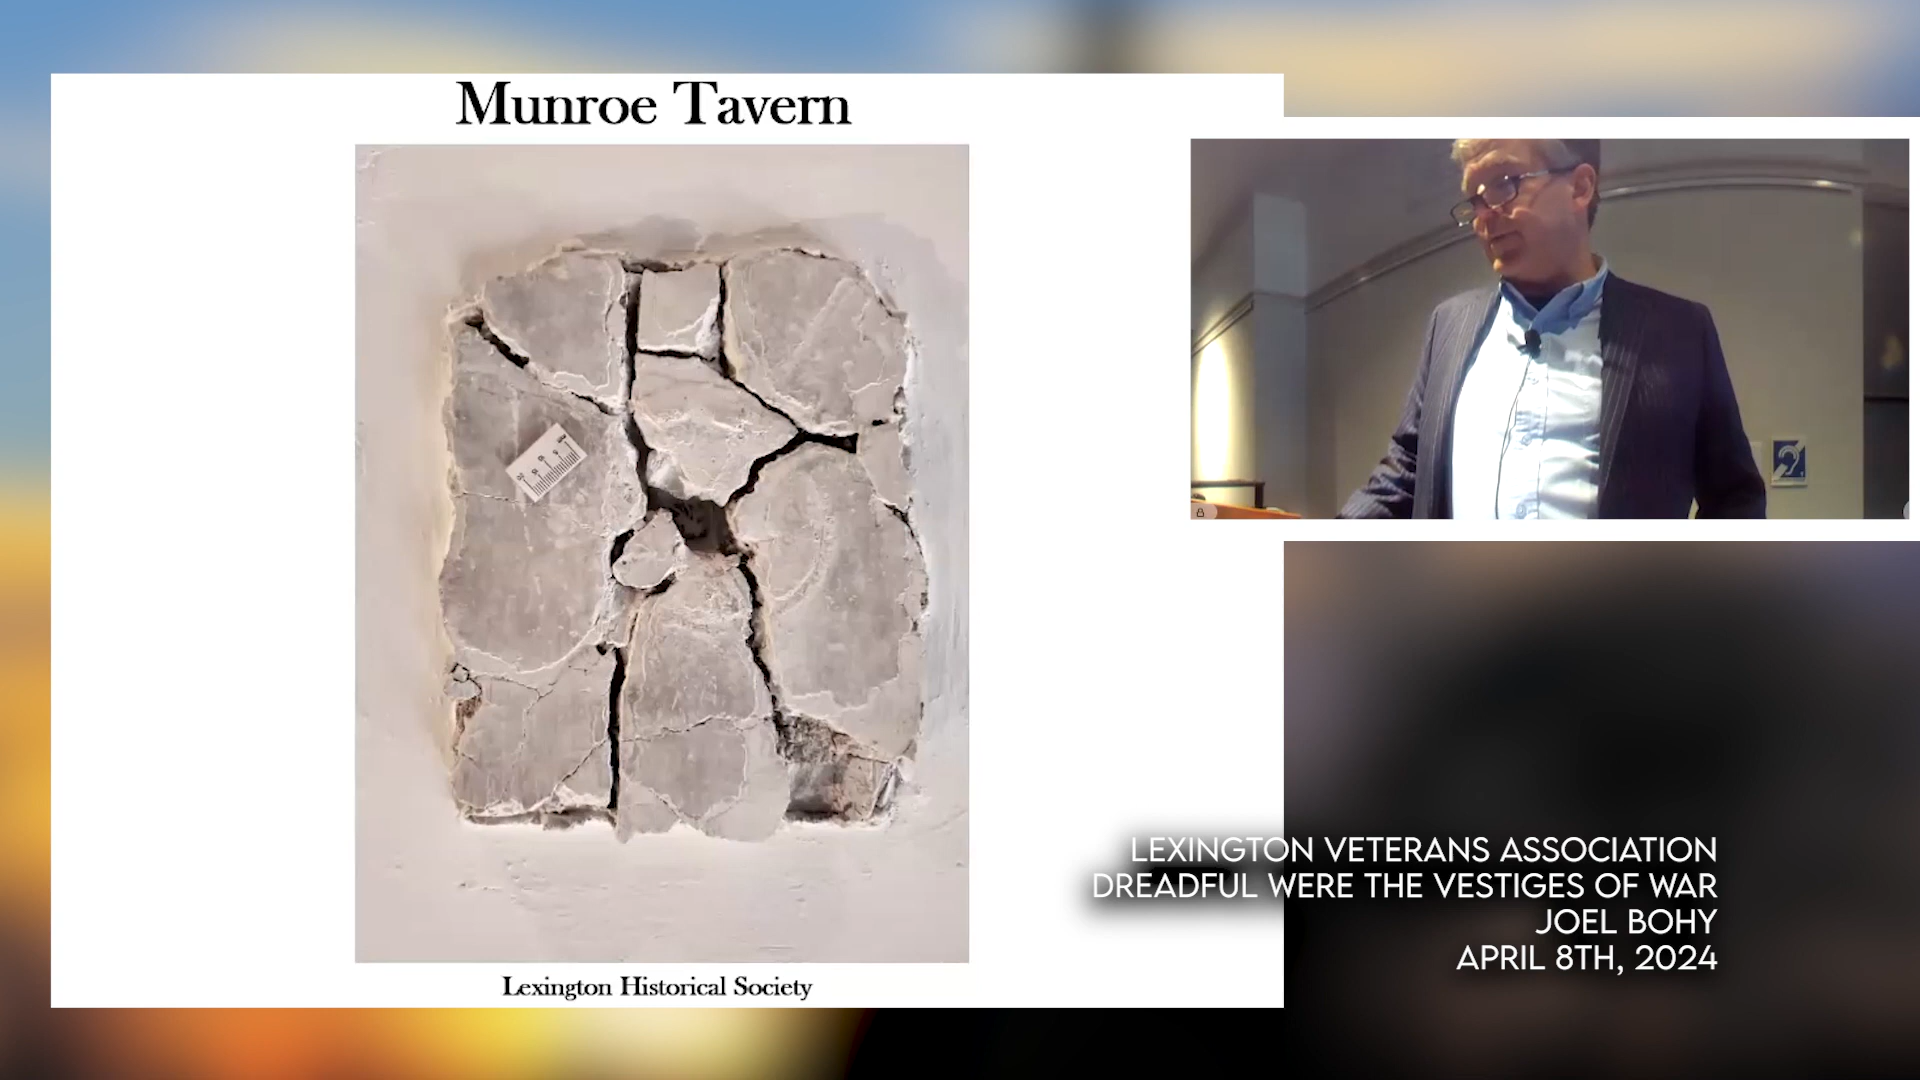 Munroe Tavern
Lexington Historical Society
LEXINGTON VETERANS ASSOCIATION
DREADFUL WERE THE VESTIGES OF WAR
JOEL BOHY
APRIL 8TH, 2024